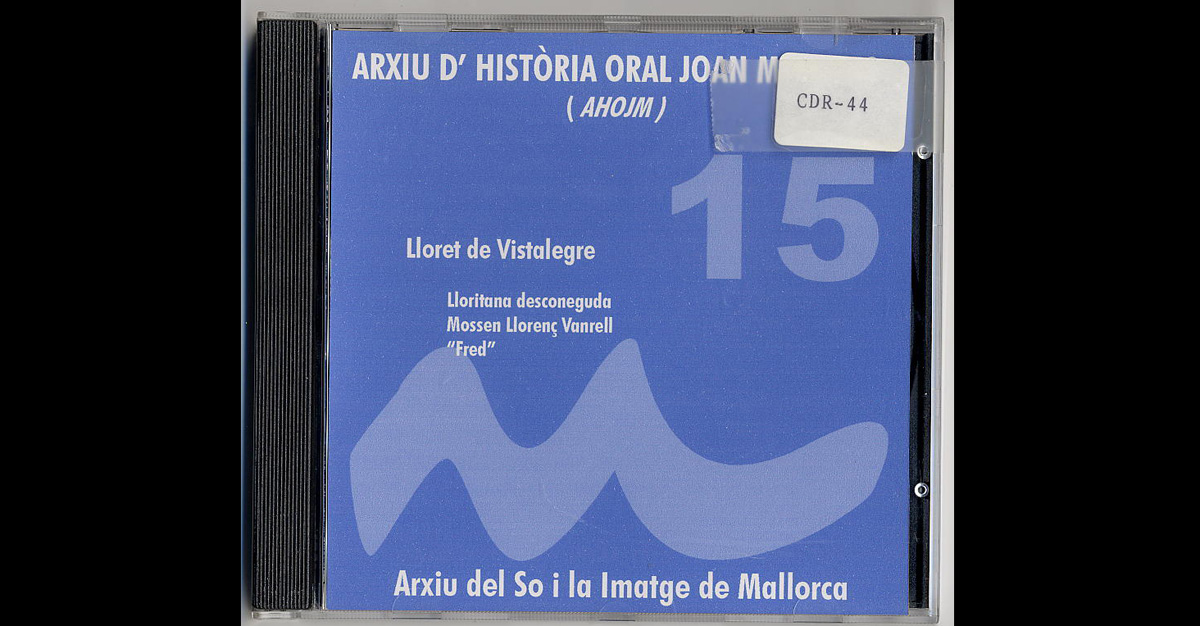 ARXIU D' HISTÒRIA ORAL JOAN
( AHOJM )
CDR-44
15
Lloret de Vistalegre
Lloritana desconeguda
Mossen Llorenç Vanrell
“Fred”
Arxiu del So i la Imatge de Mallorca